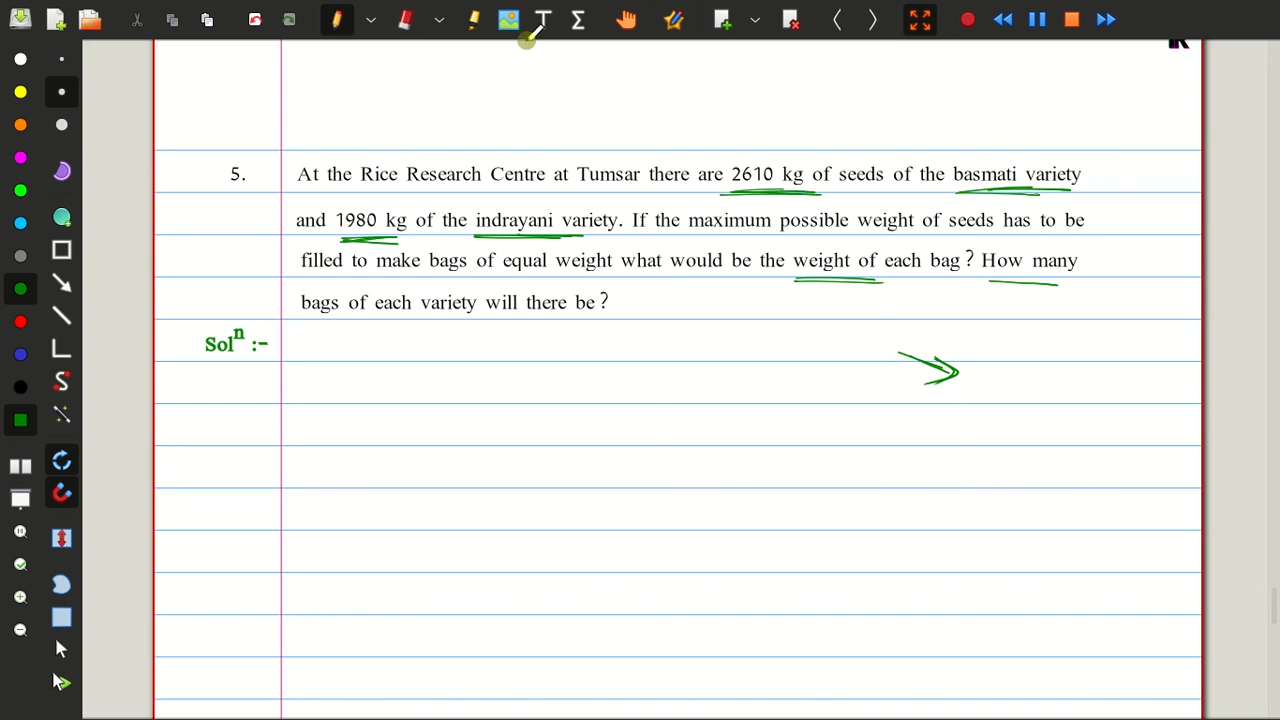 5. At the Rice Research Centre at Tumsar there are 2610 kg of seeds of the basmati variety
and 1980 kg of the indrayani variety. If the maximum possible weight of seeds has to be
filled to make bags of equal weight what would be the weight of each bag? How many
bags of each variety will there be?
Solⁿ :-